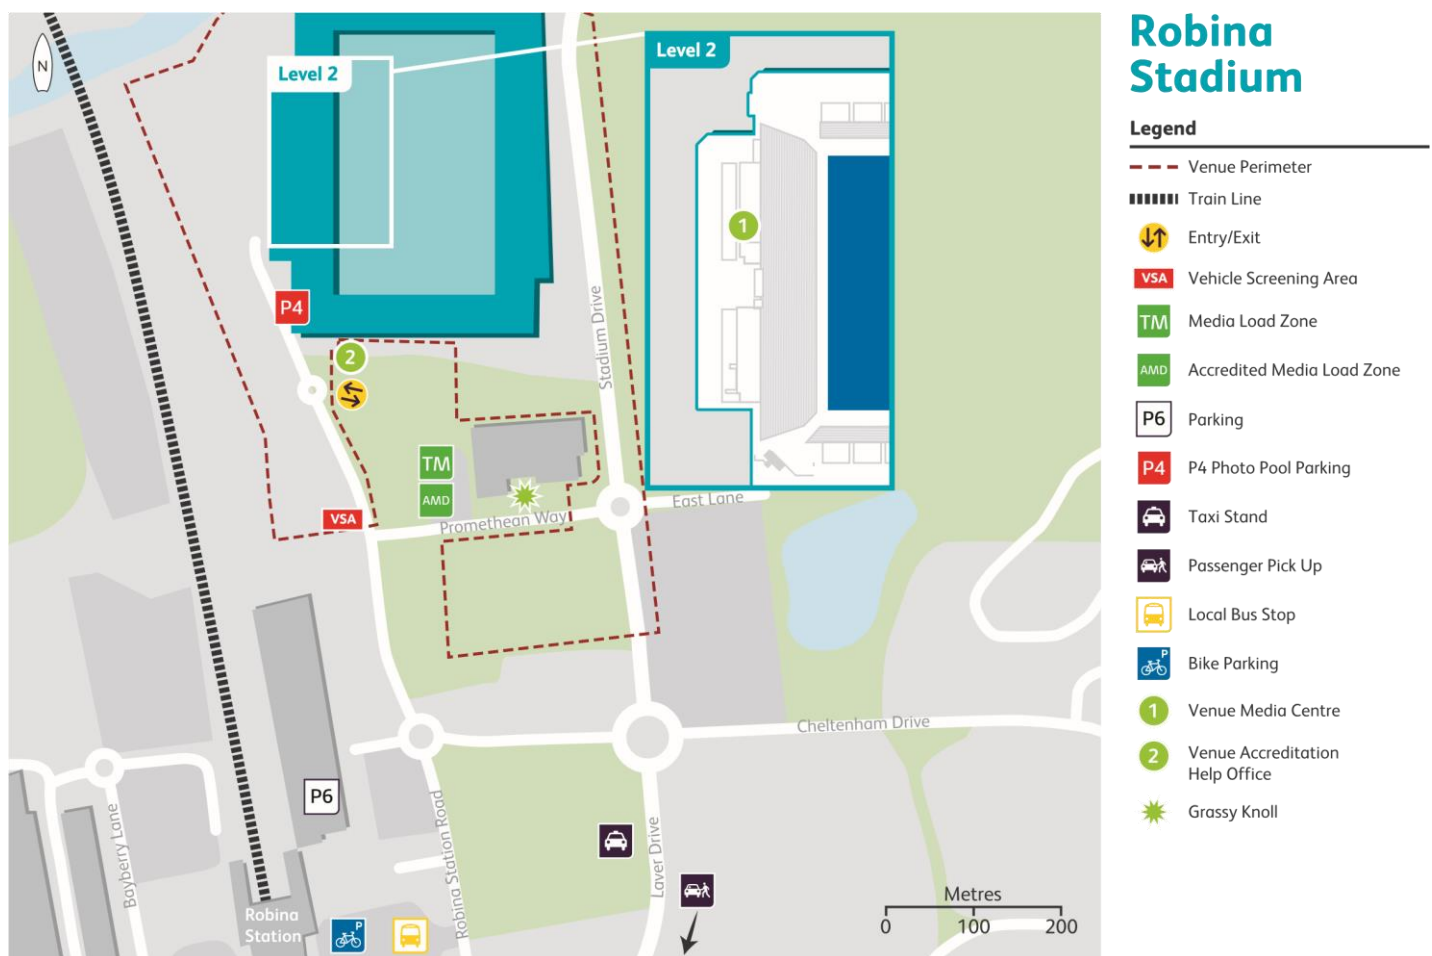 Robina
Stadium
Legend
Venue Perimeter
Train Line
Entry/Exit
VSA Vehicle Screening Area
TM Media Load Zone
AMD Accredited Media Load Zone
P6 Parking
P4 P4 Photo Pool Parking
Taxi Stand
Passenger Pick Up
Local Bus Stop
P Bike Parking
1 Venue Media Centre
2 Venue Accreditation
Help Office
Grassy Knoll
N
Level 2
Level 2
1
P4
2
Stadium Drive
TM
AMD
VSA
Promethean Way
East Lane
Cheltenham Drive
P6
Bayberry Lane
Robina Station Road
Laver Drive
Robina
Station
P
Metres
0 100 200